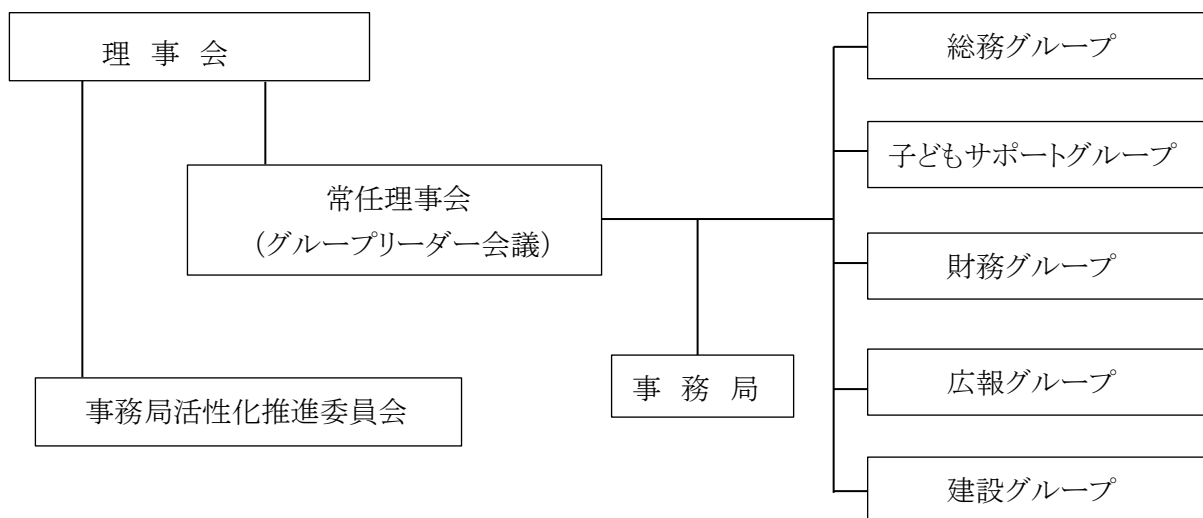 理 事 会
常任理事会
(グループリーダー会議)
事務局活性化推進委員会
事 務 局
総務グループ
子どもサポートグループ
財務グループ
広報グループ
建設グループ